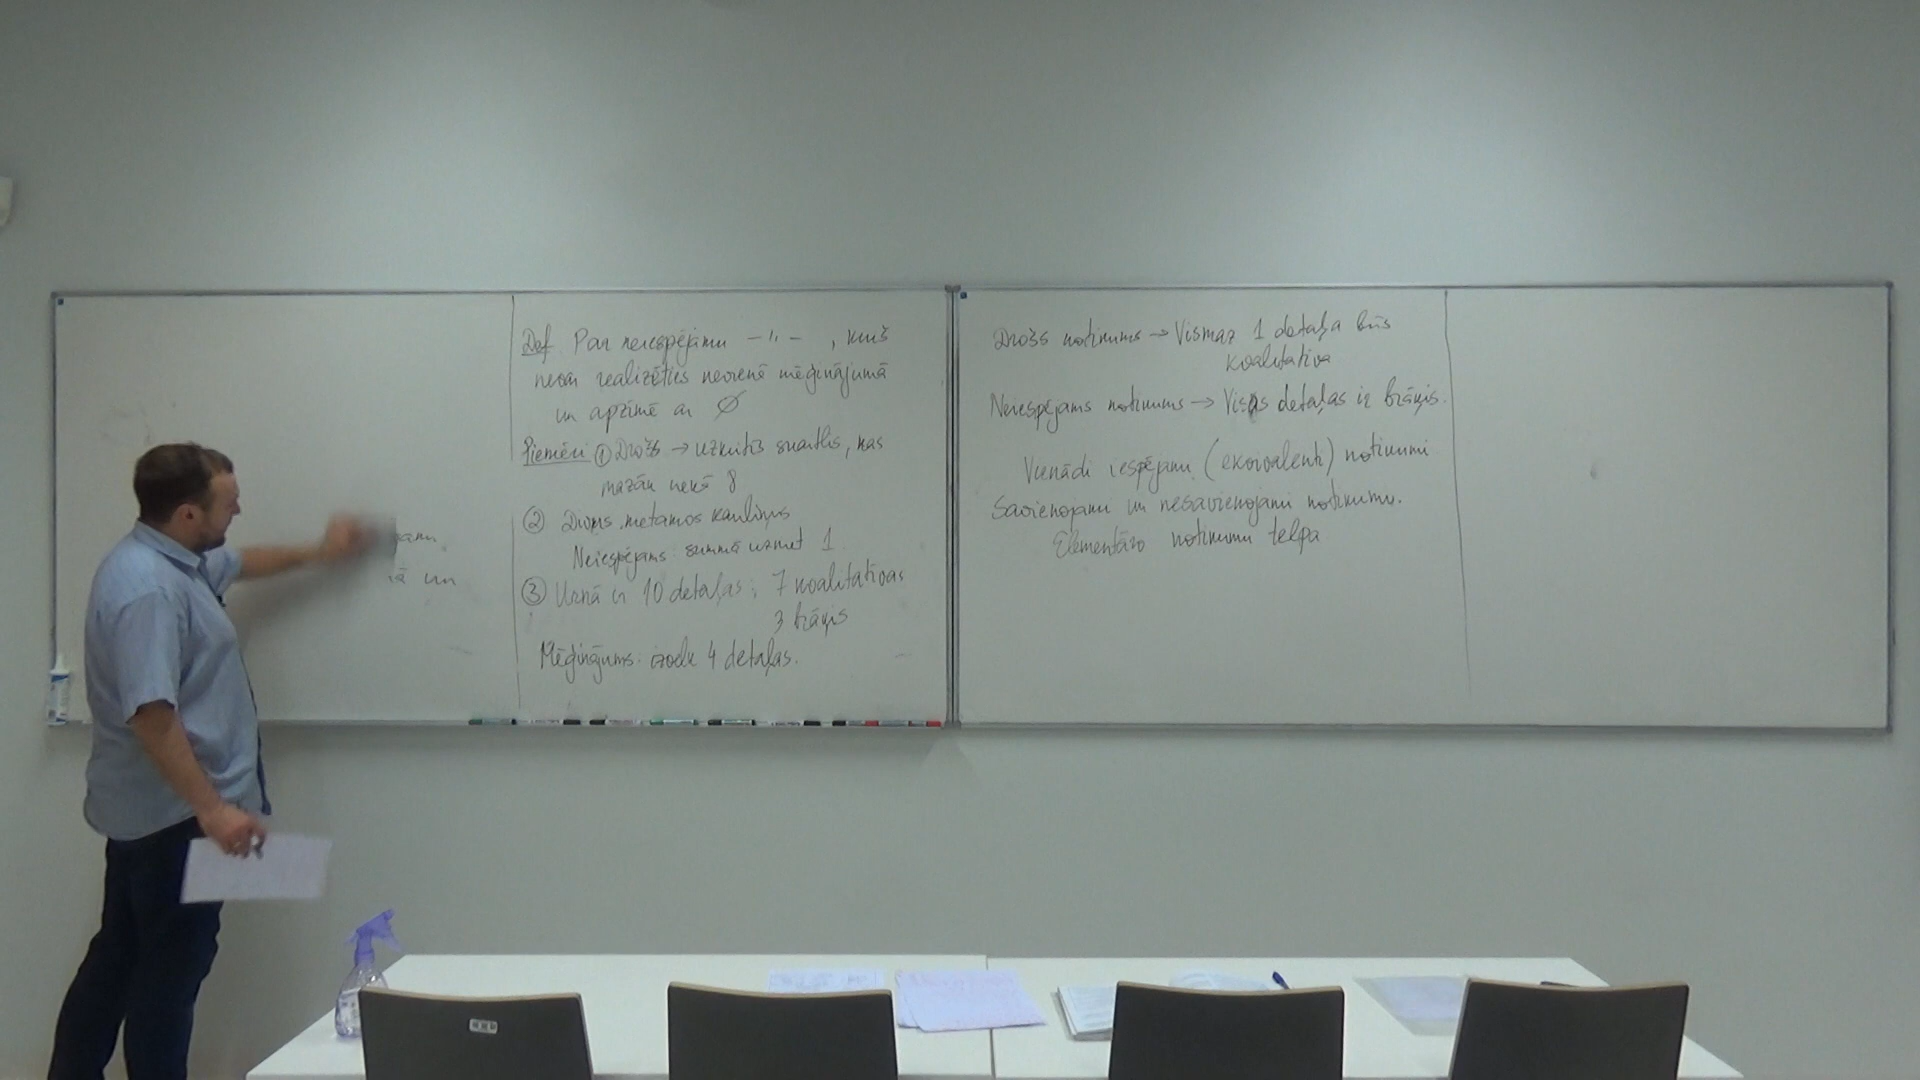 un
Def Par neiespējamu —"— , kurš
nevar realizēties nevienā mēģinājumā
un apzīmē ar ∅
Piemēri ① Drošs → uzkritīs skaitlis, kas
mazāk nekā 8
② Divas metamos kauliņus
Neiespējams: summā uzmet 1
③ Urnā ir 10 detaļas; 7 kvalitatīvas
3 brāķis
Mēģinājums: izvelk 4 detaļas.
Drošs notikums → Vismaz 1 detaļa būs
kvalitatīva
Neiespējams notikums → Visas detaļas ir brāķis.
Vienādi iespējami (ekvivalenti) notikumi
Savienojami un nesavienojami notikumi.
Elementāro notikumu telpa